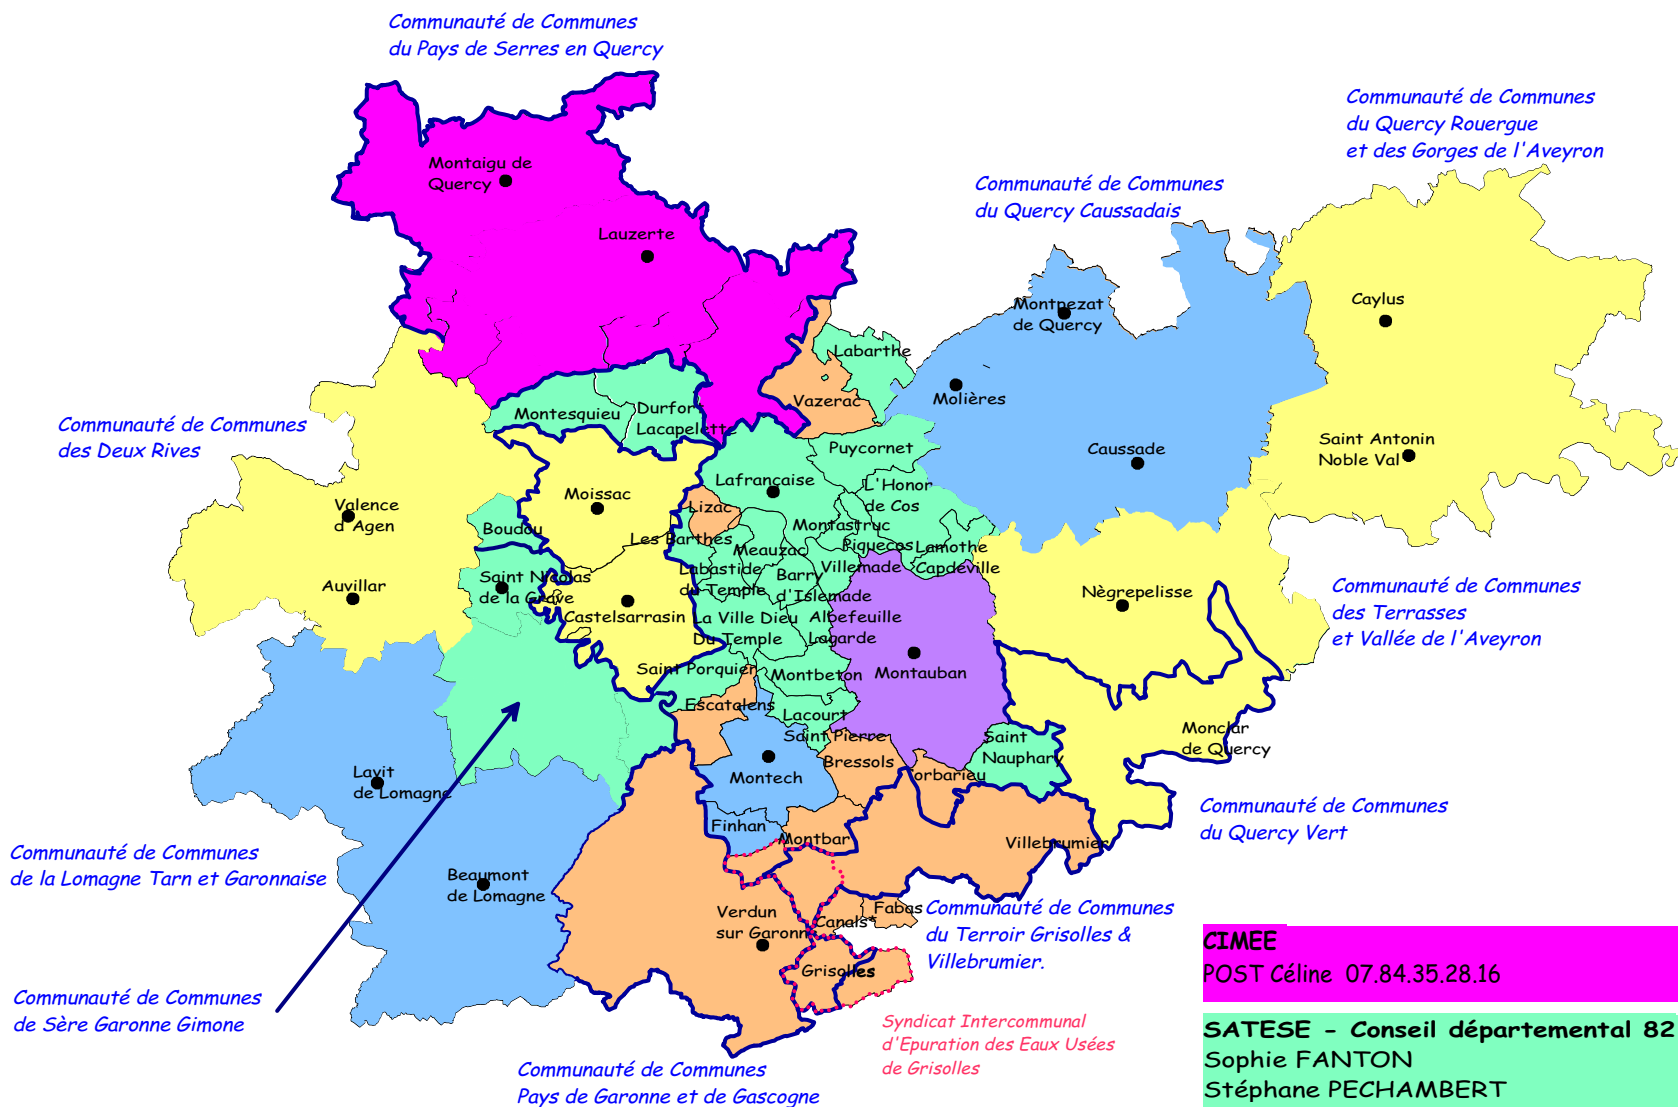 Communauté de Communes
du Pays de Serres en Quercy
Communauté de Communes
du Quercy Rouergue
et des Gorges de l'Aveyron
Communauté de Communes
du Quercy Caussadais
Montaigu de
Quercy
Lauzerte
Montpezat
de Quercy
Caylus
Labarthe
Molières
Vazerac
Montesquieu
Durfort
Lacapelette
Communauté de Communes
des Deux Rives
Puycornet
Caussade
Saint Antonin
Noble Val
Lafrançaise
L'Honor
de Cos
Moissac
Lizac
Valence
d'Agen
Boudou
Montastruc
Les Barthes
Meauzac
Piquecos
Lamothe
Capdeville
Labastide
du Temple
Barry
d'Islemade
Villemade
Saint Nicolas
de la Grave
Auvillar
Castelsarrasin
La Ville Dieu
Du Temple
Albefeuille
Lagarde
Nègrepelisse
Communauté de Communes
des Terrasses
et Vallée de l'Aveyron
Saint Porquier
Montbeton
Montauban
Escatalens
Lacourt
Saint Pierre
Saint
Nauphary
Monclar
de Quercy
Bressols
Corbarieu
Montech
Lavit
de Lomagne
Communauté de Communes
du Quercy Vert
Finhan
Montbar
Villebrumier
Communauté de Communes
de la Lomagne Tarn et Garonnaise
Beaumont
de Lomagne
Verdun
sur Garonn
Canals*
Fabas
Communauté de Communes
du Terroir Grisolles &
Villebrumier.
Grisolles
Communauté de Communes
de Sère Garonne Gimone
Syndicat Intercommunal
d'Epuration des Eaux Usées
de Grisolles
Communauté de Communes
Pays de Garonne et de Gascogne
CIMEE
POST Céline 07.84.35.28.16
SATESE - Conseil départemental 82
Sophie FANTON
Stéphane PECHAMBERT